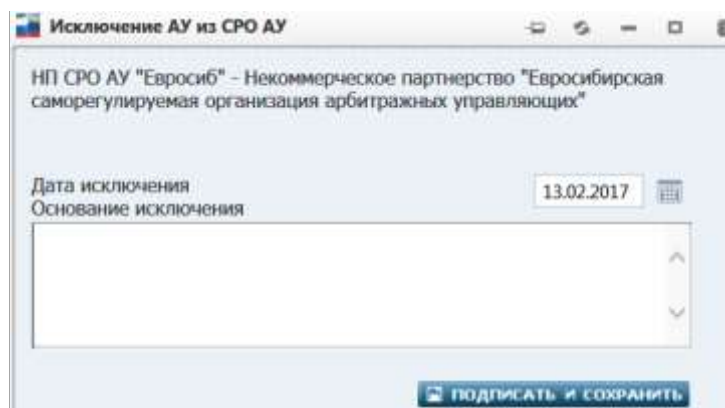 Исключение АУ из СРО АУ
НП СРО АУ "Евросиб" - Некоммерческое партнерство "Евросибирская
саморегулируемая организация арбитражных управляющих"
Дата исключения
13.02.2017
Основание исключения
ПОДПИСАТЬ И СОХРАНИТЬ